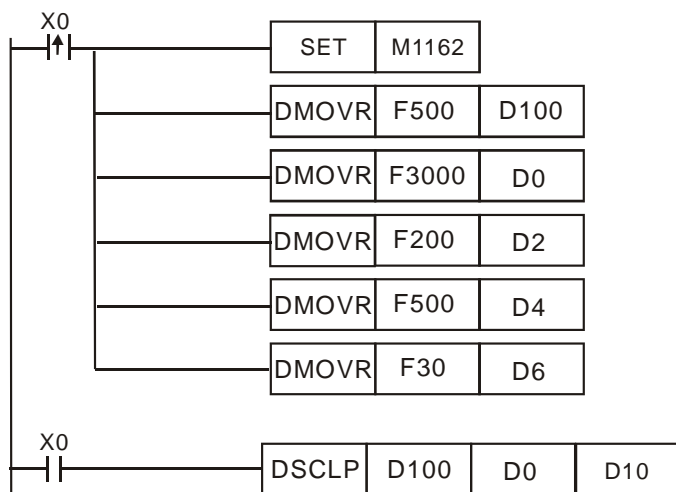 X0
SET M1162
DMOVR F500 D100
DMOVR F3000 D0
DMOVR F200 D2
DMOVR F500 D4
DMOVR F30 D6
X0
DSCLP D100 D0 D10